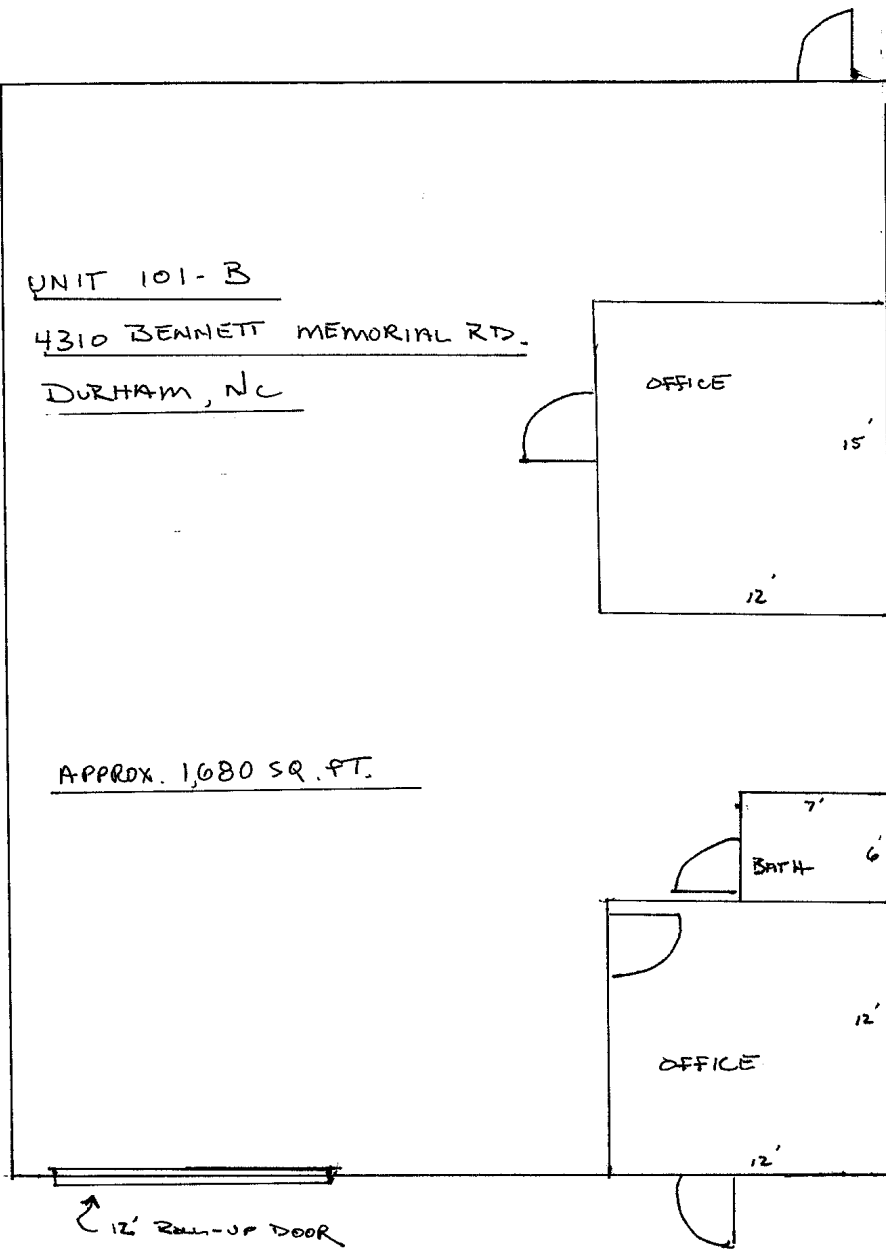 UNIT 101-B
4310 BENNETT MEMORIAL RD.
DURHAM, NC
OFFICE
15'
12'
APPROX. 1,680 SQ. FT.
7'
BATH
6'
12'
OFFICE
12'
12' ROLL-UP DOOR